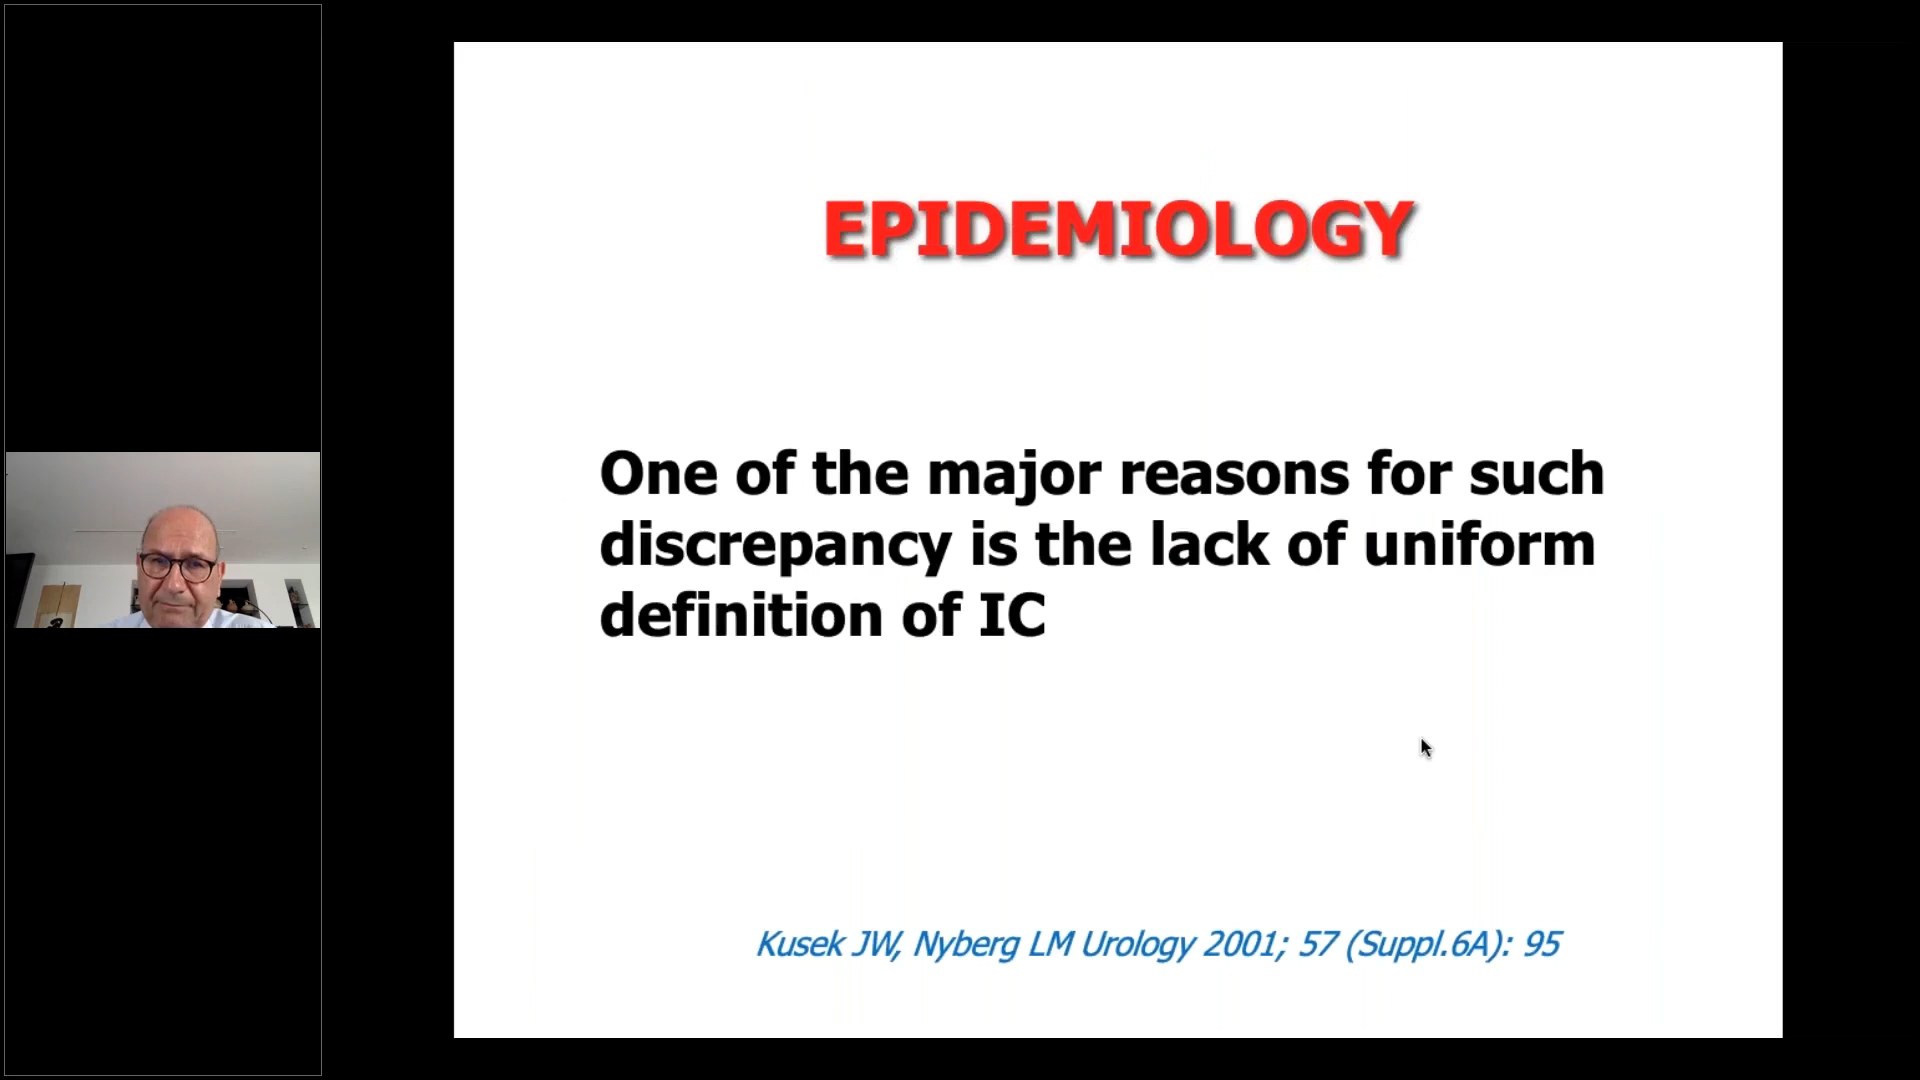 EPIDEMIOLOGY
One of the major reasons for such
discrepancy is the lack of uniform
definition of IC
Kusek JW, Nyberg LM Urology 2001; 57 (Suppl.6A): 95